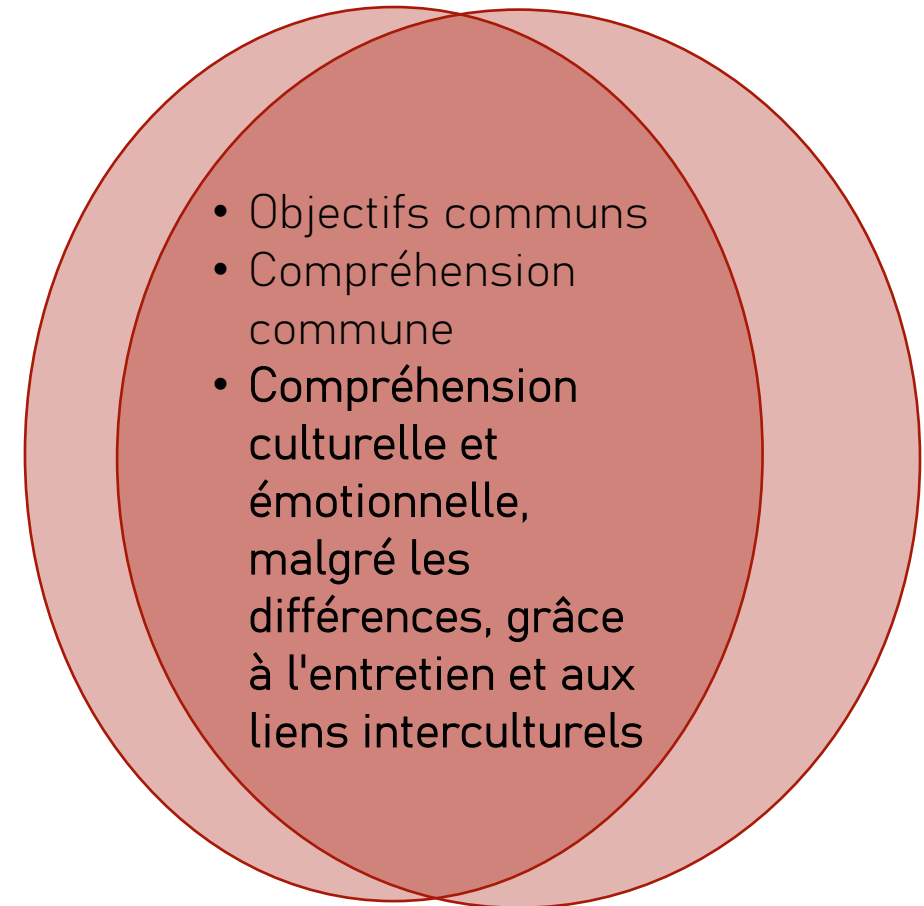 • Objectifs communs
• Compréhension
commune
• Compréhension
culturelle et
émotionnelle,
malgré les
différences, grâce
à l'entretien et aux
liens interculturels